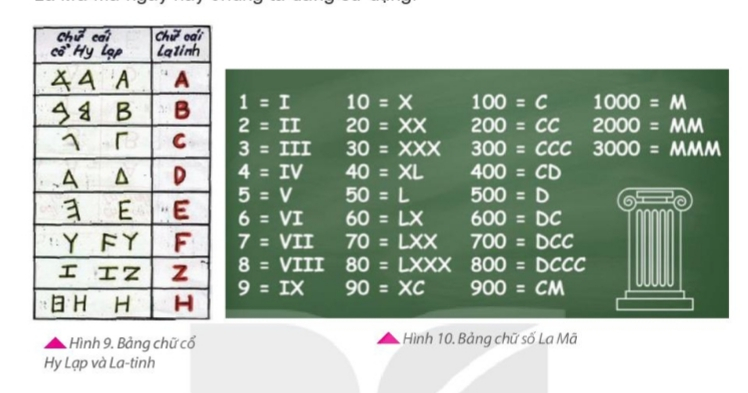 Chữ cái cổ Hy Lạp
Chữ cái Latinh
A A
B B
Γ C
Δ Δ D
E E
Y FY F
I IZ Z
H H H
1 = I 10 = X 100 = C 1000 = M
2 = II 20 = XX 200 = CC 2000 = MM
3 = III 30 = XXX 300 = CCC 3000 = MMM
4 = IV 40 = XL 400 = CD
5 = V 50 = L 500 = D
6 = VI 60 = LX 600 = DC
7 = VII 70 = LXX 700 = DCC
8 = VIII 80 = LXXX 800 = DCCC
9 = IX 90 = XC 900 = CM
Hình 9. Bảng chữ cổ
Hy Lạp và La-tinh
Hình 10. Bảng chữ số La Mã